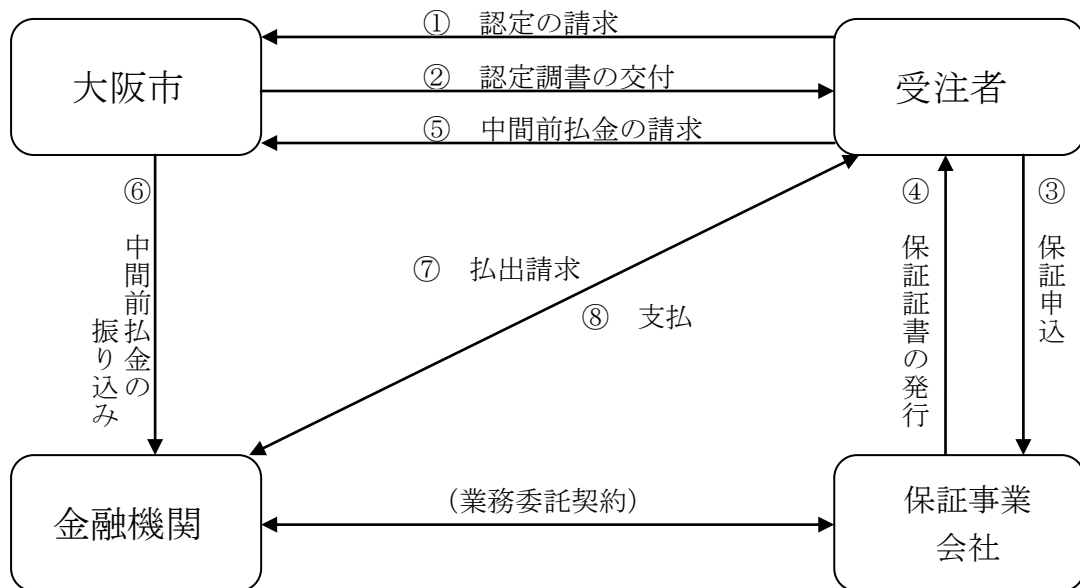 ①　認定の請求
大阪市
②　認定調書の交付
受注者
⑤　中間前払金の請求
⑥　中間前払金の
振り込み
⑦　払出請求
⑧　支払
④　保証証書の発行
③　保証申込
金融機関
（業務委託契約）
保証事業
会社